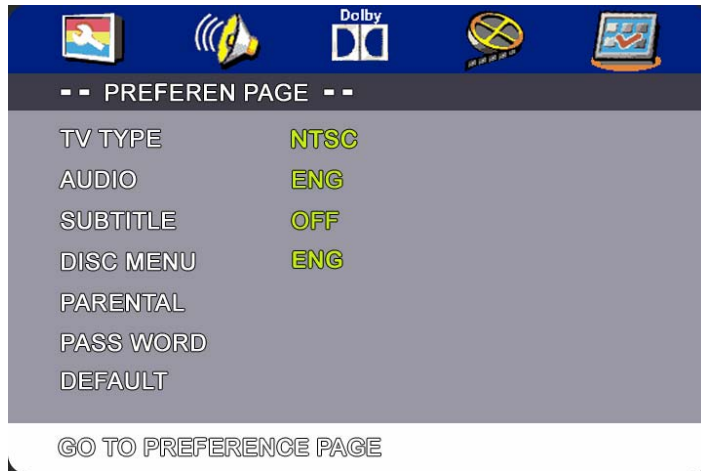 Dolby
-- PREFEREN PAGE --
TV TYPE NTSC
AUDIO ENG
SUBTITLE OFF
DISC MENU ENG
PARENTAL
PASS WORD
DEFAULT
GO TO PREFERENCE PAGE